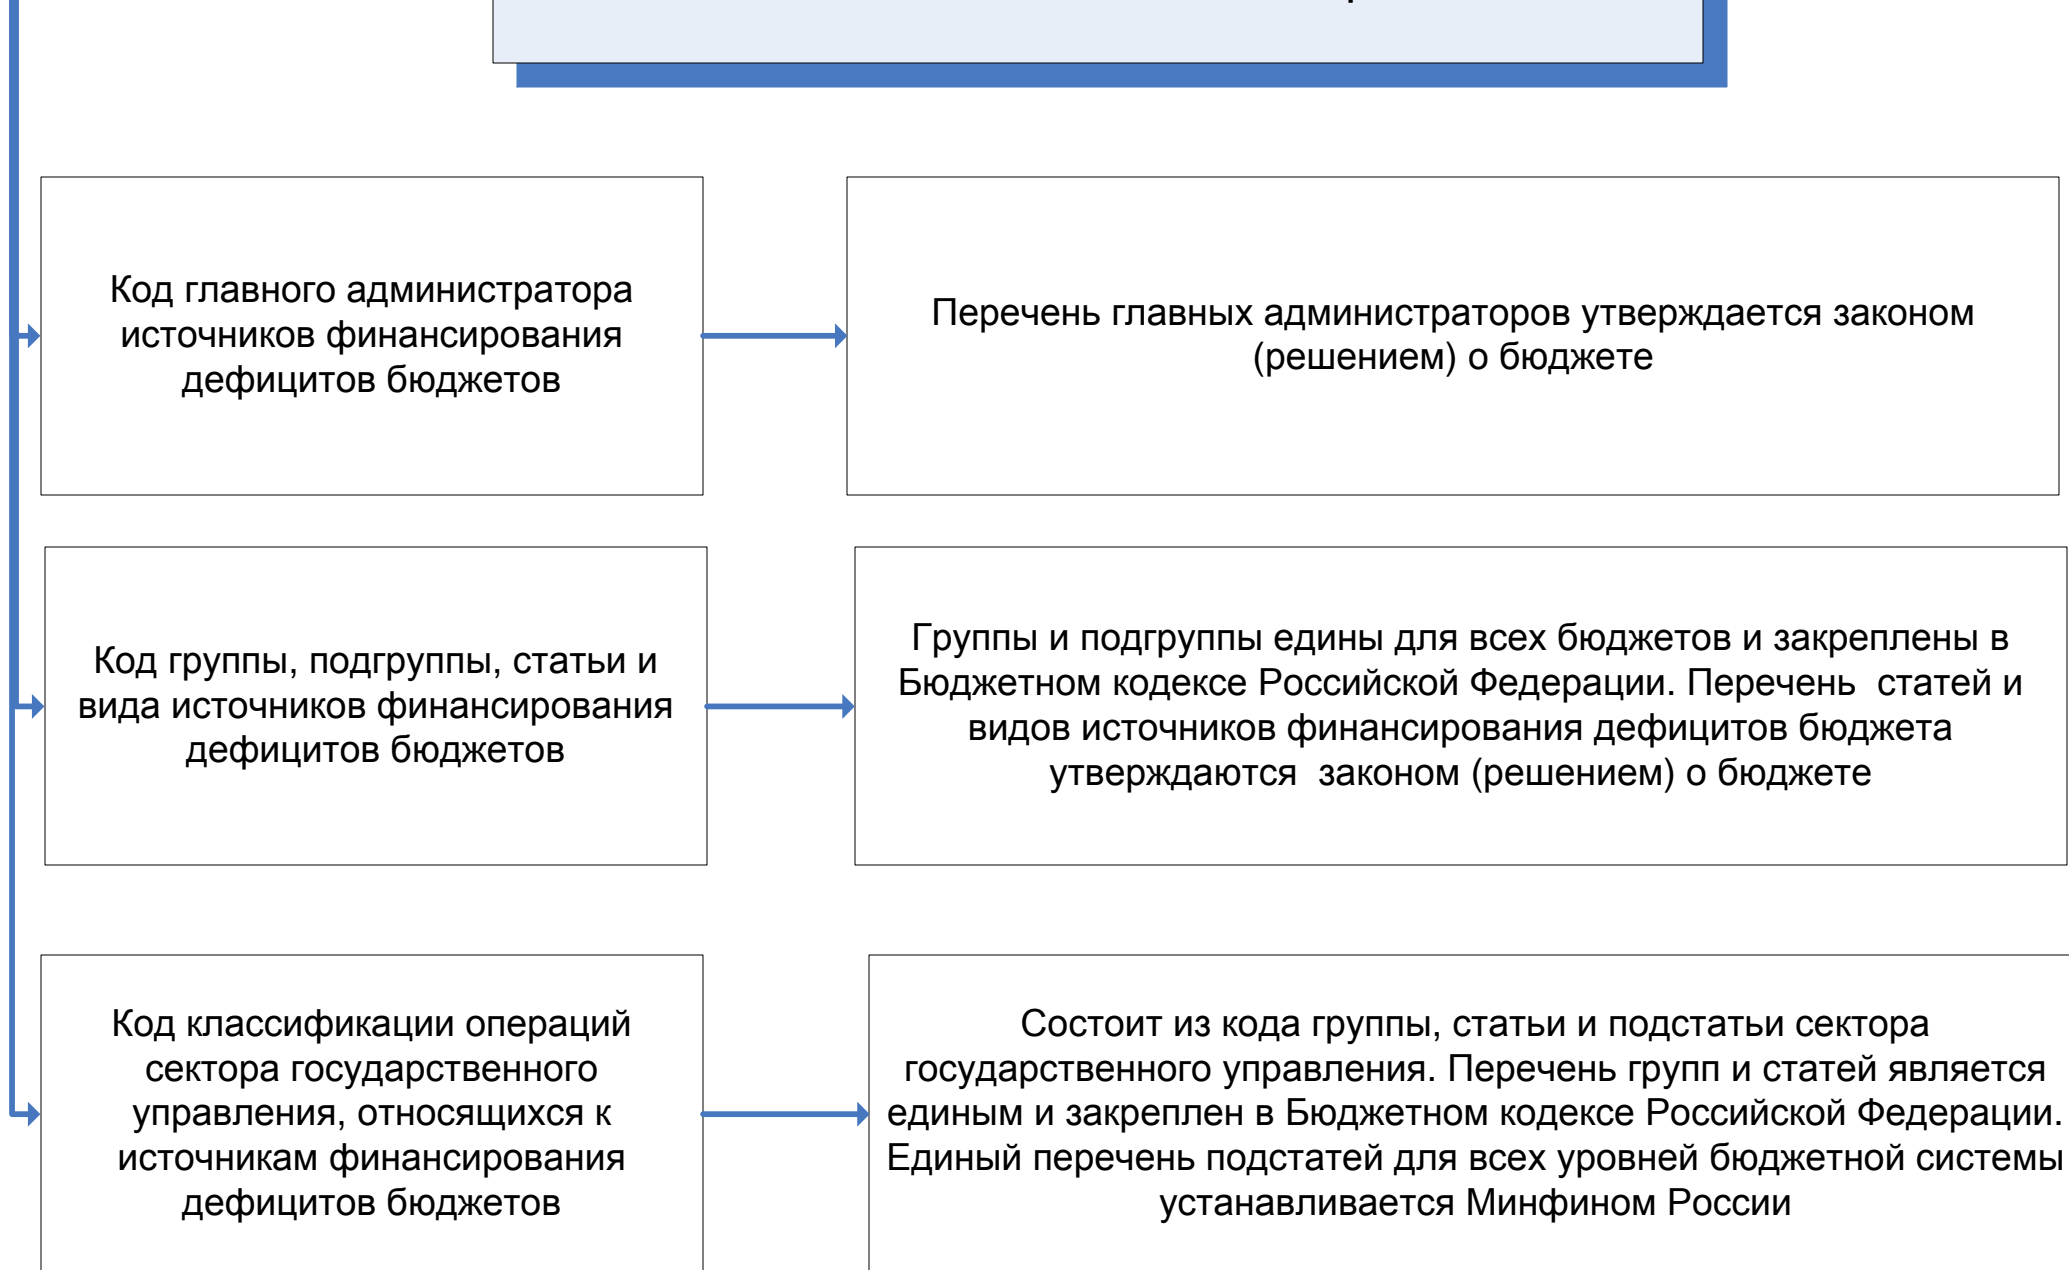 Код главного администратора
источников финансирования
дефицитов бюджетов
Перечень главных администраторов утверждается законом
(решением) о бюджете
Код группы, подгруппы, статьи и
вида источников финансирования
дефицитов бюджетов
Группы и подгруппы едины для всех бюджетов и закреплены в
Бюджетном кодексе Российской Федерации. Перечень  статей и
видов источников финансирования дефицитов бюджета
утверждаются  законом (решением) о бюджете
Код классификации операций
сектора государственного
управления, относящихся к
источникам финансирования
дефицитов бюджетов
Состоит из кода группы, статьи и подстатьи сектора
государственного управления. Перечень групп и статей является
единым и закреплен в Бюджетном кодексе Российской Федерации.
Единый перечень подстатей для всех уровней бюджетной системы
устанавливается Минфином России